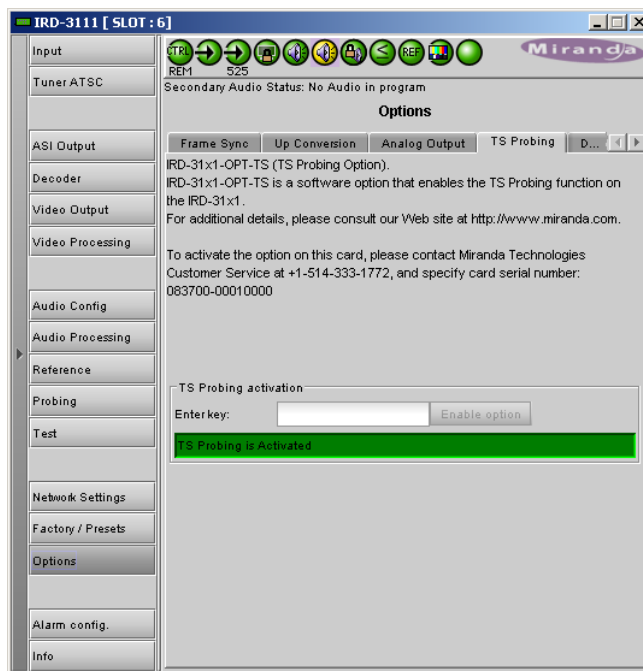 IRD-3111 [ SLOT : 6]
Input
Tuner ATSC
ASI Output
Decoder
Video Output
Video Processing
Audio Config
Audio Processing
Reference
Probing
Test
Network Settings
Factory / Presets
Options
Alarm config.
Info
CTRL
REF
REM 525
Miranda
Secondary Audio Status: No Audio in program
Options
Frame Sync Up Conversion Analog Output TS Probing D...
IRD-31x1-OPT-TS (TS Probing Option).
IRD-31x1-OPT-TS is a software option that enables the TS Probing function on
the IRD-31x1.
For additional details, please consult our Web site at http://www.miranda.com.
To activate the option on this card, please contact Miranda Technologies
Customer Service at +1-514-333-1772, and specify card serial number:
083700-00010000
TS Probing activation
Enter key: Enable option
TS Probing is Activated